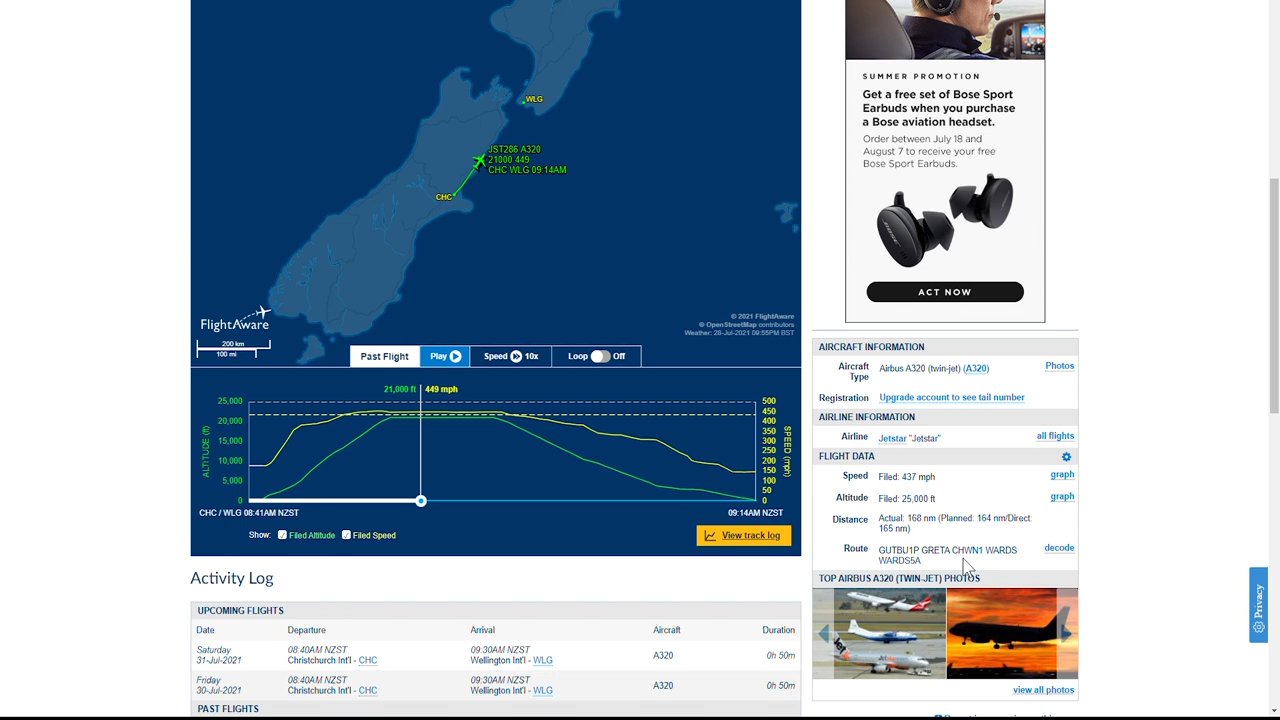 WLG
JST286 A320
21000 449
CHC WLG 09:14AM
CHC
FlightAware
200 km
100 mi
© 2021 FlightAware
© OpenStreetMap contributors
Weather: 28-Jul-2021 09:55PM BST
Past Flight
Play
Speed 10x
Loop Off
21,000 ft 449 mph
25,000
20,000
15,000
10,000
5,000
0
ALTITUDE (ft)
500
450
400
350
300
250
200
150
100
50
0
SPEED (mph)
CHC / WLG 08:41AM NZST
09:14AM NZST
Show: Filed Altitude Filed Speed
View track log
Activity Log
UPCOMING FLIGHTS
Date Departure Arrival Aircraft Duration
Saturday 08:40AM NZST 09:30AM NZST A320 0h 50m
31-Jul-2021 Christchurch Int'l - CHC Wellington Int'l - WLG
Friday 08:40AM NZST 09:30AM NZST A320 0h 50m
30-Jul-2021 Christchurch Int'l - CHC Wellington Int'l - WLG
PAST FLIGHTS
SUMMER PROMOTION
Get a free set of Bose Sport
Earbuds when you purchase
a Bose aviation headset.
Order between July 18 and
August 7 to receive your free
Bose Sport Earbuds.
BOSE
ACT NOW
AIRCRAFT INFORMATION
Aircraft Type Airbus A320 (twin-jet) (A320) Photos
Registration Upgrade account to see tail number
AIRLINE INFORMATION
Airline Jetstar "Jetstar" all flights
FLIGHT DATA
Speed Filed: 437 mph graph
Altitude Filed: 25,000 ft graph
Distance Actual: 168 nm (Planned: 164 nm/Direct:
165 nm)
Route GUTBU1P GRETA CHWN1 WARDS decode
WARDS5A
TOP AIRBUS A320 (TWIN-JET) PHOTOS
view all photos
Privacy